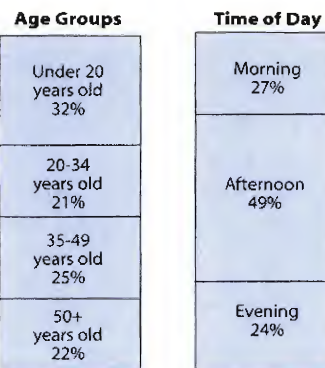 Age Groups
Under 20
years old
32%
20-34
years old
21%
35-49
years old
25%
50+
years old
22%
Time of Day
Morning
27%
Afternoon
49%
Evening
24%